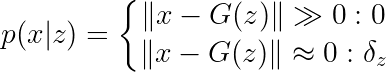 p(x|z) = { ‖x − G(z)‖ ≫ 0 : 0
‖x − G(z)‖ ≈ 0 : δ_z